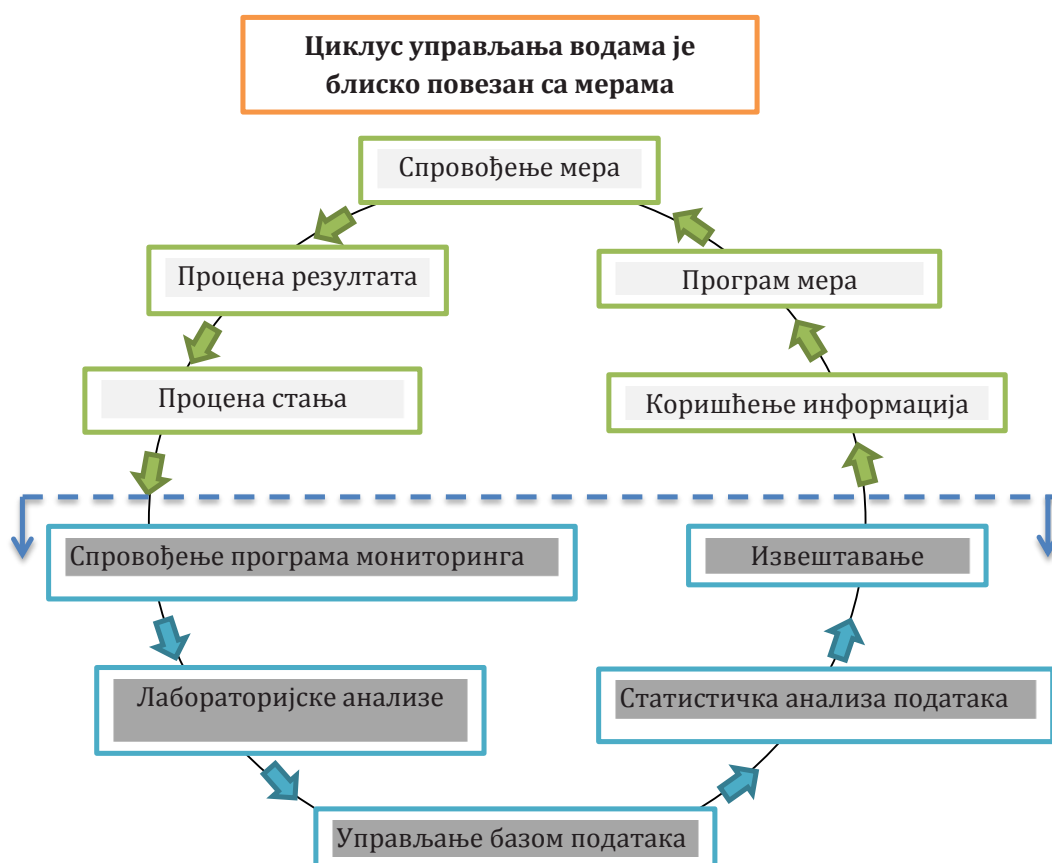 Циклус управљања водама је
блиско повезан са мерама
Спровођење мера
Процена резултата
Програм мера
Процена стања
Коришћење информација
Спровођење програма мониторинга
Извештавање
Лабораторијске анализе
Статистичка анализа података
Управљање базом података